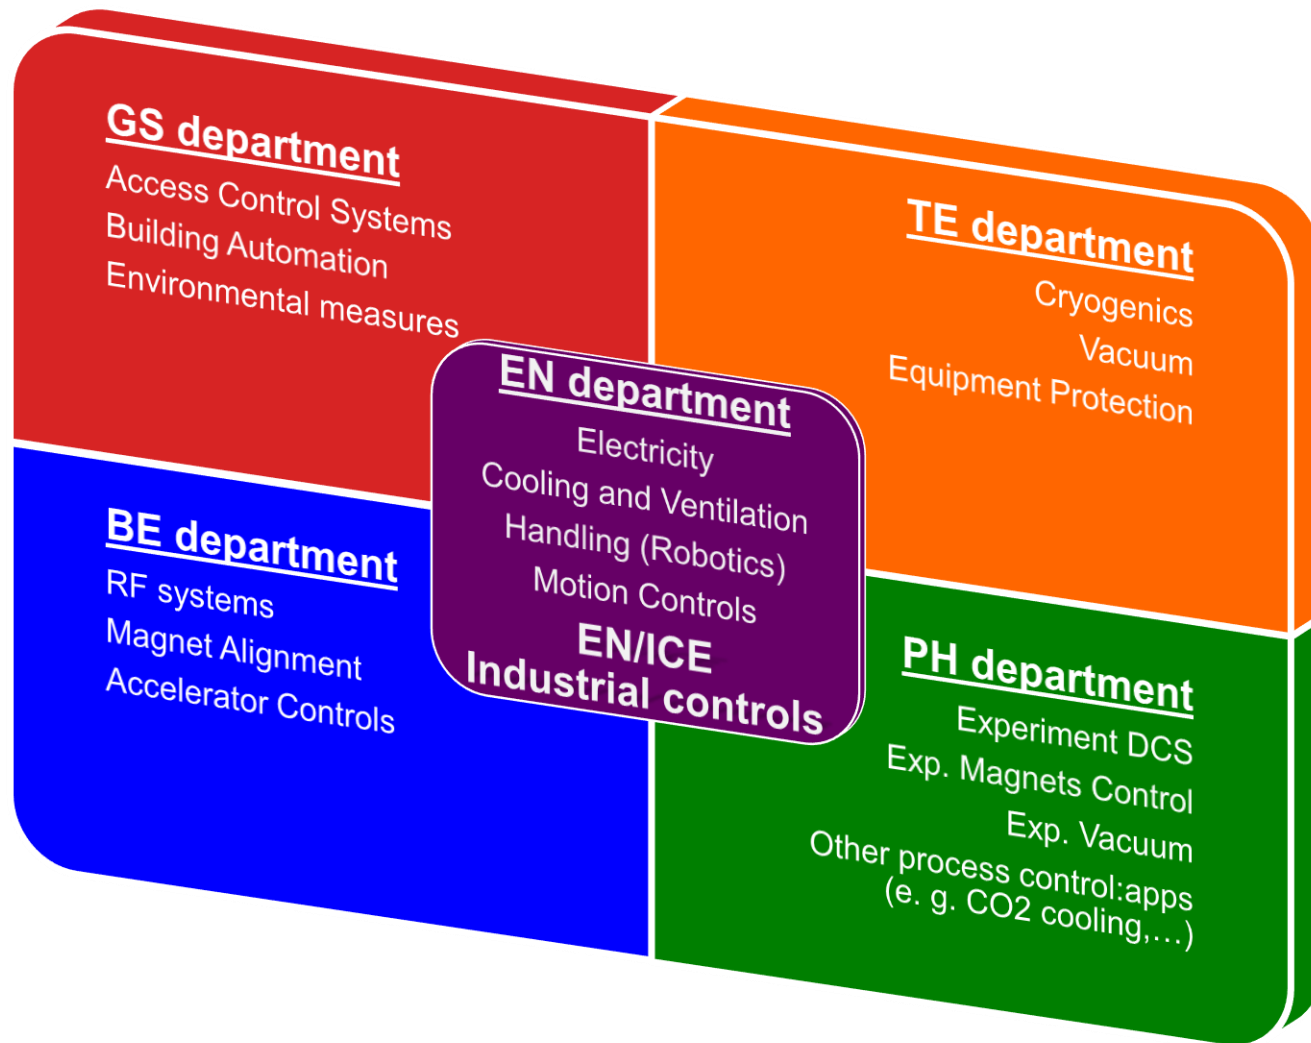 GS department
Access Control Systems
Building Automation
Environmental measures
TE department
Cryogenics
Vacuum
Equipment Protection
EN department
Electricity
Cooling and Ventilation
Handling (Robotics)
Motion Controls
EN/ICE
Industrial controls
BE department
RF systems
Magnet Alignment
Accelerator Controls
PH department
Experiment DCS
Exp. Magnets Control
Exp. Vacuum
Other process control:apps
(e. g. CO2 cooling,…)